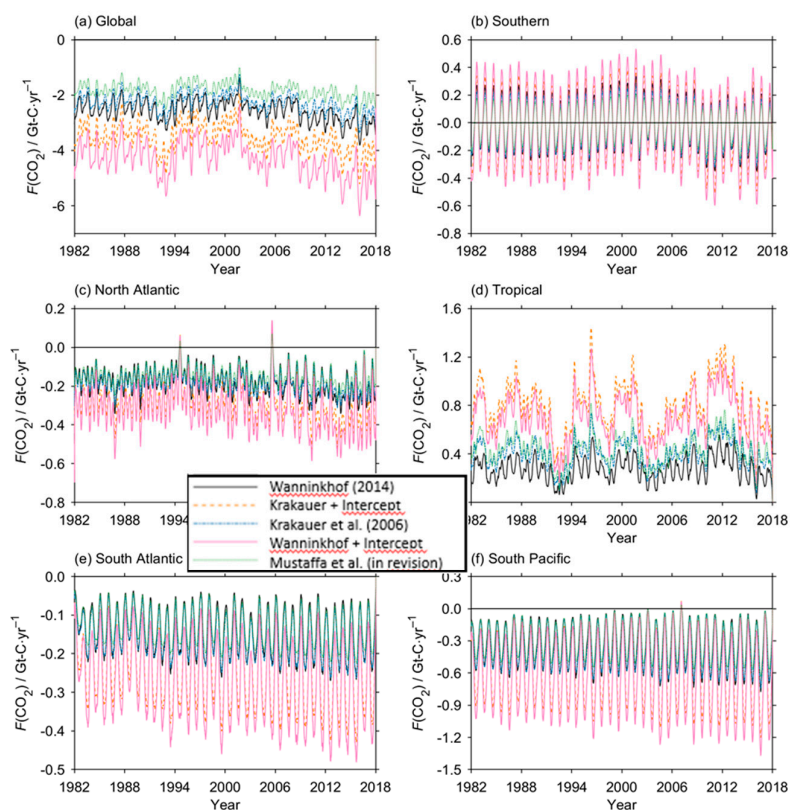 (a) Global
F(CO₂) / Gt-C·yr⁻¹
0
-2
-4
-6
1982 1988 1994 2000 2006 2012 2018
Year
(b) Southern
F(CO₂) / Gt-C·yr⁻¹
0.6
0.4
0.2
0.0
-0.2
-0.4
-0.6
-0.8
1982 1988 1994 2000 2006 2012 2018
Year
(c) North Atlantic
F(CO₂) / Gt-C·yr⁻¹
0.2
0.0
-0.2
-0.4
-0.6
-0.8
1982 1988 1994
(d) Tropical
F(CO₂) / Gt-C·yr⁻¹
1.6
1.2
0.8
0.4
1982 1988 1994 2000 2006 2012 2018
Year
Wanninkhof (2014)
Krakauer + Intercept
Krakauer et al. (2006)
Wanninkhof + Intercept
Mustaffa et al. (in revision)
(e) South Atlantic
F(CO₂) / Gt-C·yr⁻¹
0.0
-0.1
-0.2
-0.3
-0.4
-0.5
1982 1988 1994 2000 2006 2012 2018
Year
(f) South Pacific
F(CO₂) / Gt-C·yr⁻¹
0.3
0.0
-0.3
-0.6
-0.9
-1.2
-1.5
1982 1988 1994 2000 2006 2012 2018
Year